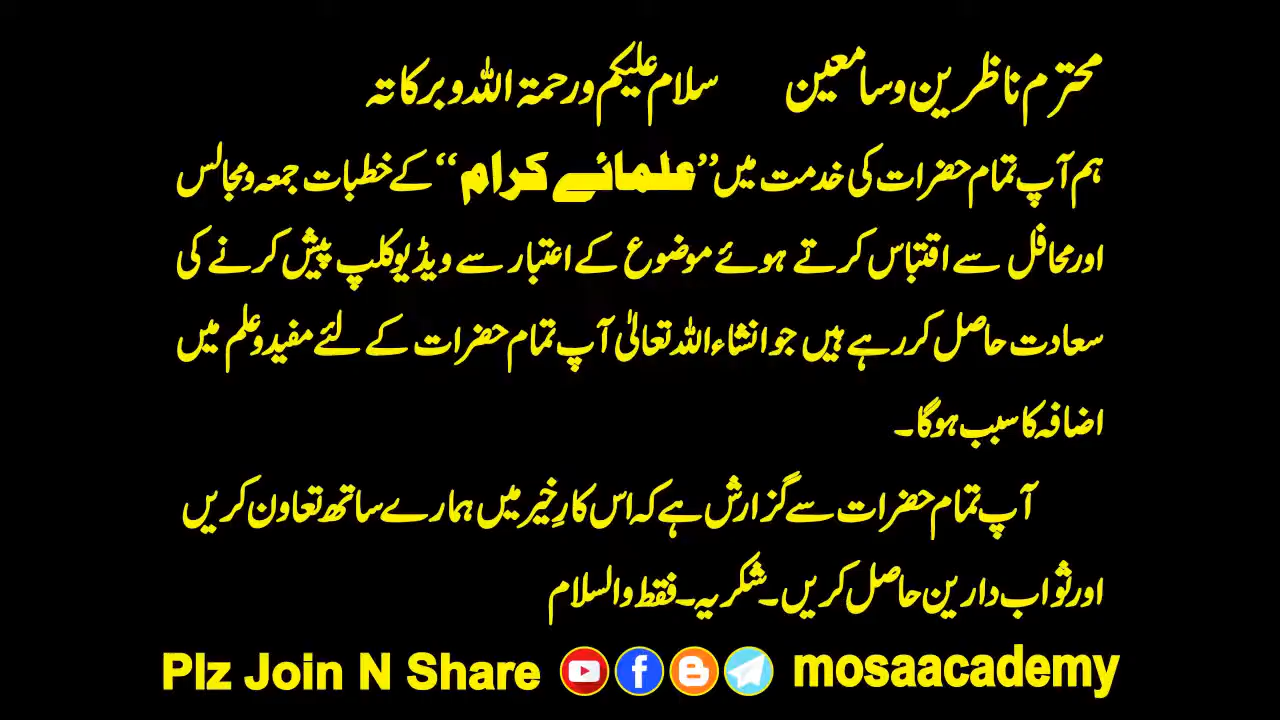 محترم ناظرین وسامعین سلام علیکم ورحمۃ اللہ وبرکاتہ
ہم آپ تمام حضرات کی خدمت میں ”علمائے کرام“ کے خطبات جمعہ ومجالس
اور محافل سے اقتباس کرتے ہوئے موضوع کے اعتبار سے ویڈیو کلپ پیش کرنے کی
سعادت حاصل کررہے ہیں جو انشاء اللہ تعالیٰ آپ تمام حضرات کے لئے مفید وعلم میں
اضافہ کا سبب ہوگا۔
آپ تمام حضرات سے گزارش ہے کہ اس کارِ خیر میں ہمارے ساتھ تعاون کریں
اور ثواب دارین حاصل کریں۔ شکریہ۔ فقط والسلام
Plz Join N Share mosaacademy